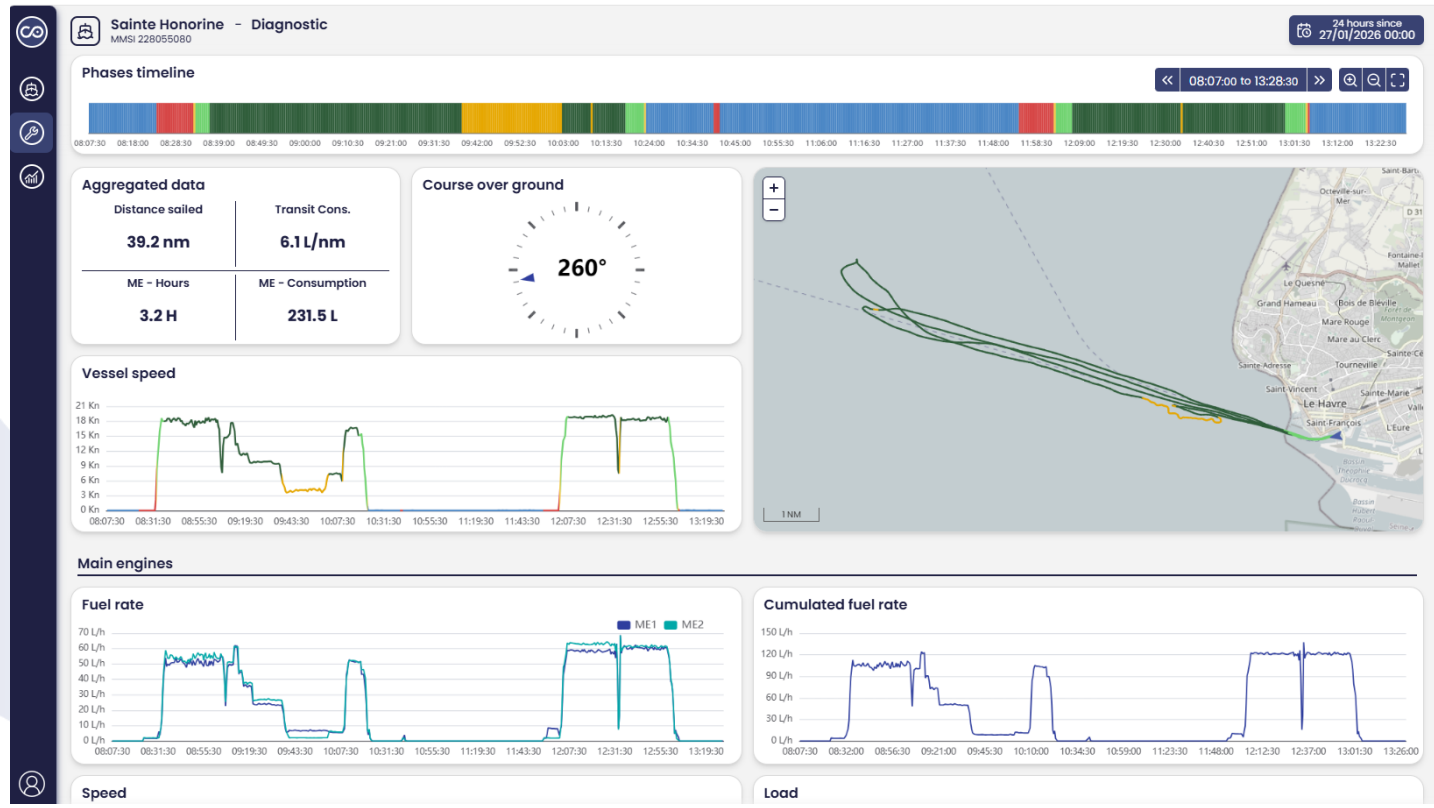 Sainte Honorine - Diagnostic
MMSI 228055080
24 hours since
27/01/2026 00:00
Phases timeline
08:07:00 to 13:28:30
08:07:30 08:18:00 08:28:30 08:39:00 08:49:30 09:00:00 09:10:30 09:21:00 09:31:30 09:42:00 09:52:30 10:03:00 10:13:30 10:24:00 10:34:30 10:45:00 10:55:30 11:06:00 11:16:30 11:27:00 11:37:30 11:48:00 11:58:30 12:09:00 12:19:30 12:30:00 12:40:30 12:51:00 13:01:30 13:12:00 13:22:30
Aggregated data
Distance sailed
Transit Cons.
39.2 nm
6.1 L/nm
ME - Hours
ME - Consumption
3.2 H
231.5 L
Course over ground
260°
+
−
Octeville-sur-
Mer
D 31
Le Quesne
Grand Hameau
(Bois de Bléville
Forêt de
Montgeon
Mare Rouge
Mare au Clerc
Sainte-Adresse
Tourneville
Saint-Vincent
Sainte-Marie
Le Havre
Saint-François
L'Eure
1 NM
Vessel speed
21 Kn
18 Kn
15 Kn
12 Kn
9 Kn
6 Kn
3 Kn
0 Kn
08:07:30 08:31:30 08:55:30 09:19:30 09:43:30 10:07:30 10:31:30 10:55:30 11:19:30 11:43:30 12:07:30 12:31:30 12:55:30 13:19:30
Main engines
Fuel rate
ME1 ME2
70 L/h
60 L/h
50 L/h
40 L/h
30 L/h
20 L/h
10 L/h
0 L/h
08:07:30 08:31:30 08:55:30 09:19:30 09:43:30 10:07:30 10:31:30 10:55:30 11:19:30 11:43:30 12:07:30 12:31:30 12:55:30 13:19:30
Cumulated fuel rate
150 L/h
120 L/h
90 L/h
60 L/h
30 L/h
0 L/h
08:07:30 08:32:00 08:56:30 09:21:00 09:45:30 10:10:00 10:34:30 10:59:00 11:23:30 11:48:00 12:12:30 12:37:00 13:01:30 13:26:00
Speed
Load